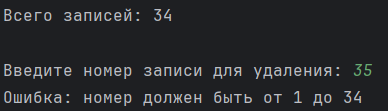 Всего записей: 34
Введите номер записи для удаления: 35
Ошибка: номер должен быть от 1 до 34